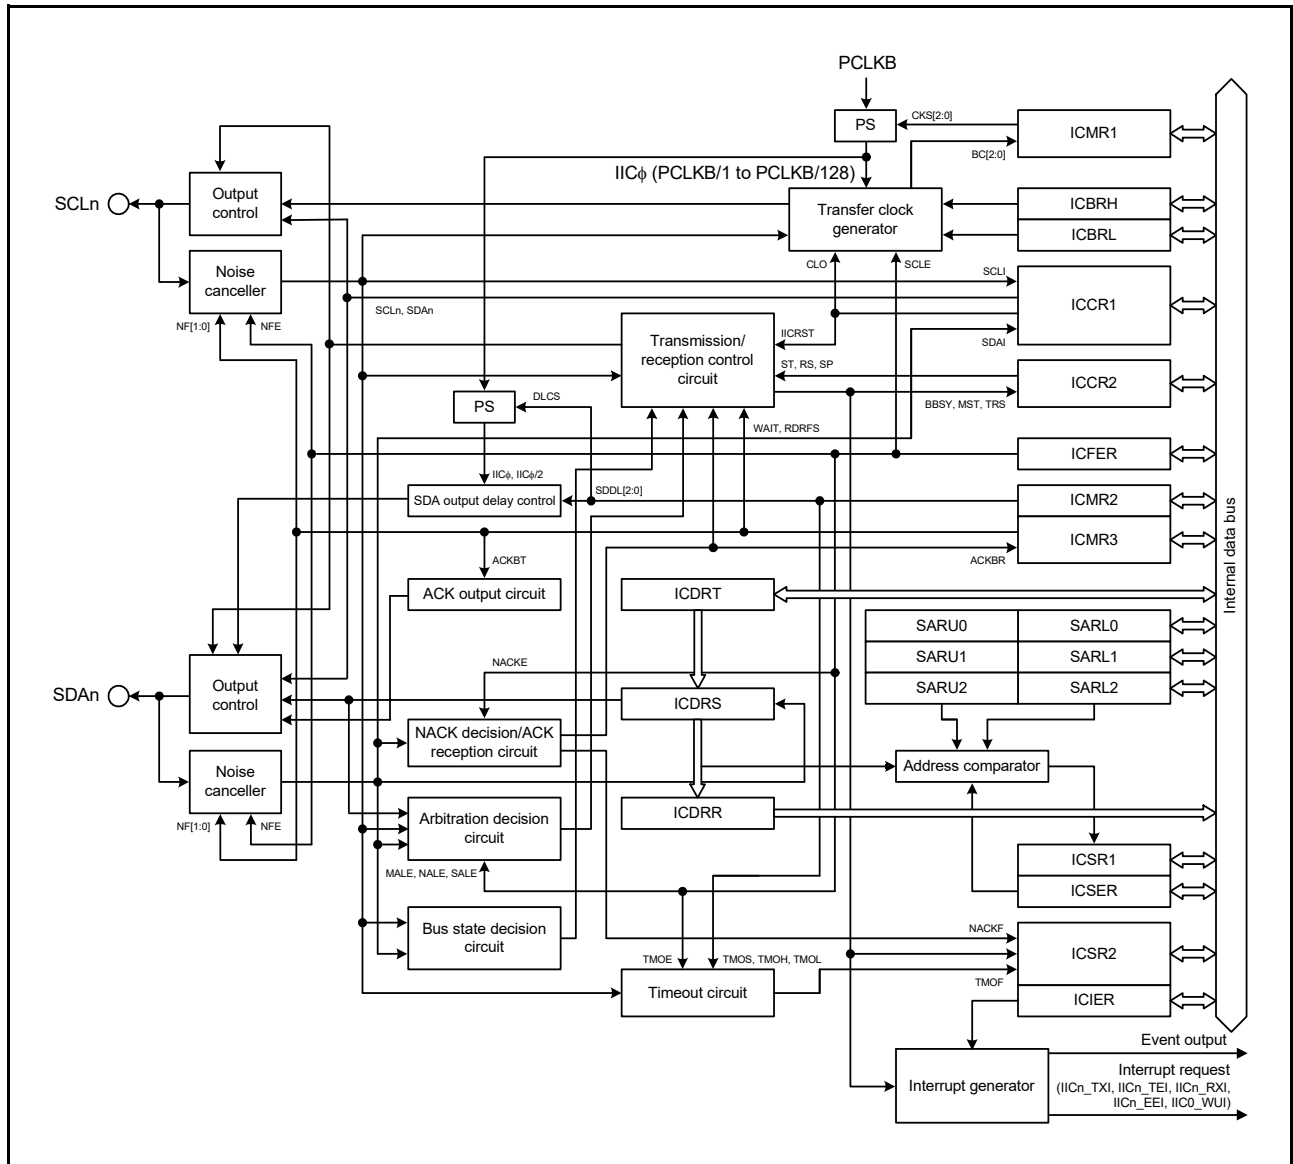 PCLKB
PS
CKS[2:0]
ICMR1
BC[2:0]
IICφ (PCLKB/1 to PCLKB/128)
SCLn
Output
control
Transfer clock
generator
ICBRH
ICBRL
Noise
canceller
CLO
SCLE
SCLI
ICCR1
SCLn, SDAn
NF[1:0]
NFE
Transmission/
reception control
circuit
IICRST
SDAI
ST, RS, SP
ICCR2
BBSY, MST, TRS
PS
DLCS
WAIT, RDRFS
ICFER
IICφ, IICφ/2
SDA output delay control
SDDL[2:0]
ICMR2
ICMR3
ACKBR
ACKBT
ACK output circuit
ICDRT
Internal data bus
SARU0
SARL0
SARU1
SARL1
SARU2
SARL2
NACKE
SDAn
Output
control
ICDRS
NACK decision/ACK
reception circuit
Address comparator
Noise
canceller
ICDRR
Arbitration decision
circuit
NF[1:0]
NFE
MALE, NALE, SALE
ICSR1
ICSER
Bus state decision
circuit
NACKF
ICSR2
TMOE
TMOS, TMOH, TMOL
TMOF
Timeout circuit
ICIER
Event output
Interrupt generator
Interrupt request
(IICn_TXI, IICn_TEI, IICn_RXI,
IICn_EEI, IIC0_WUI)